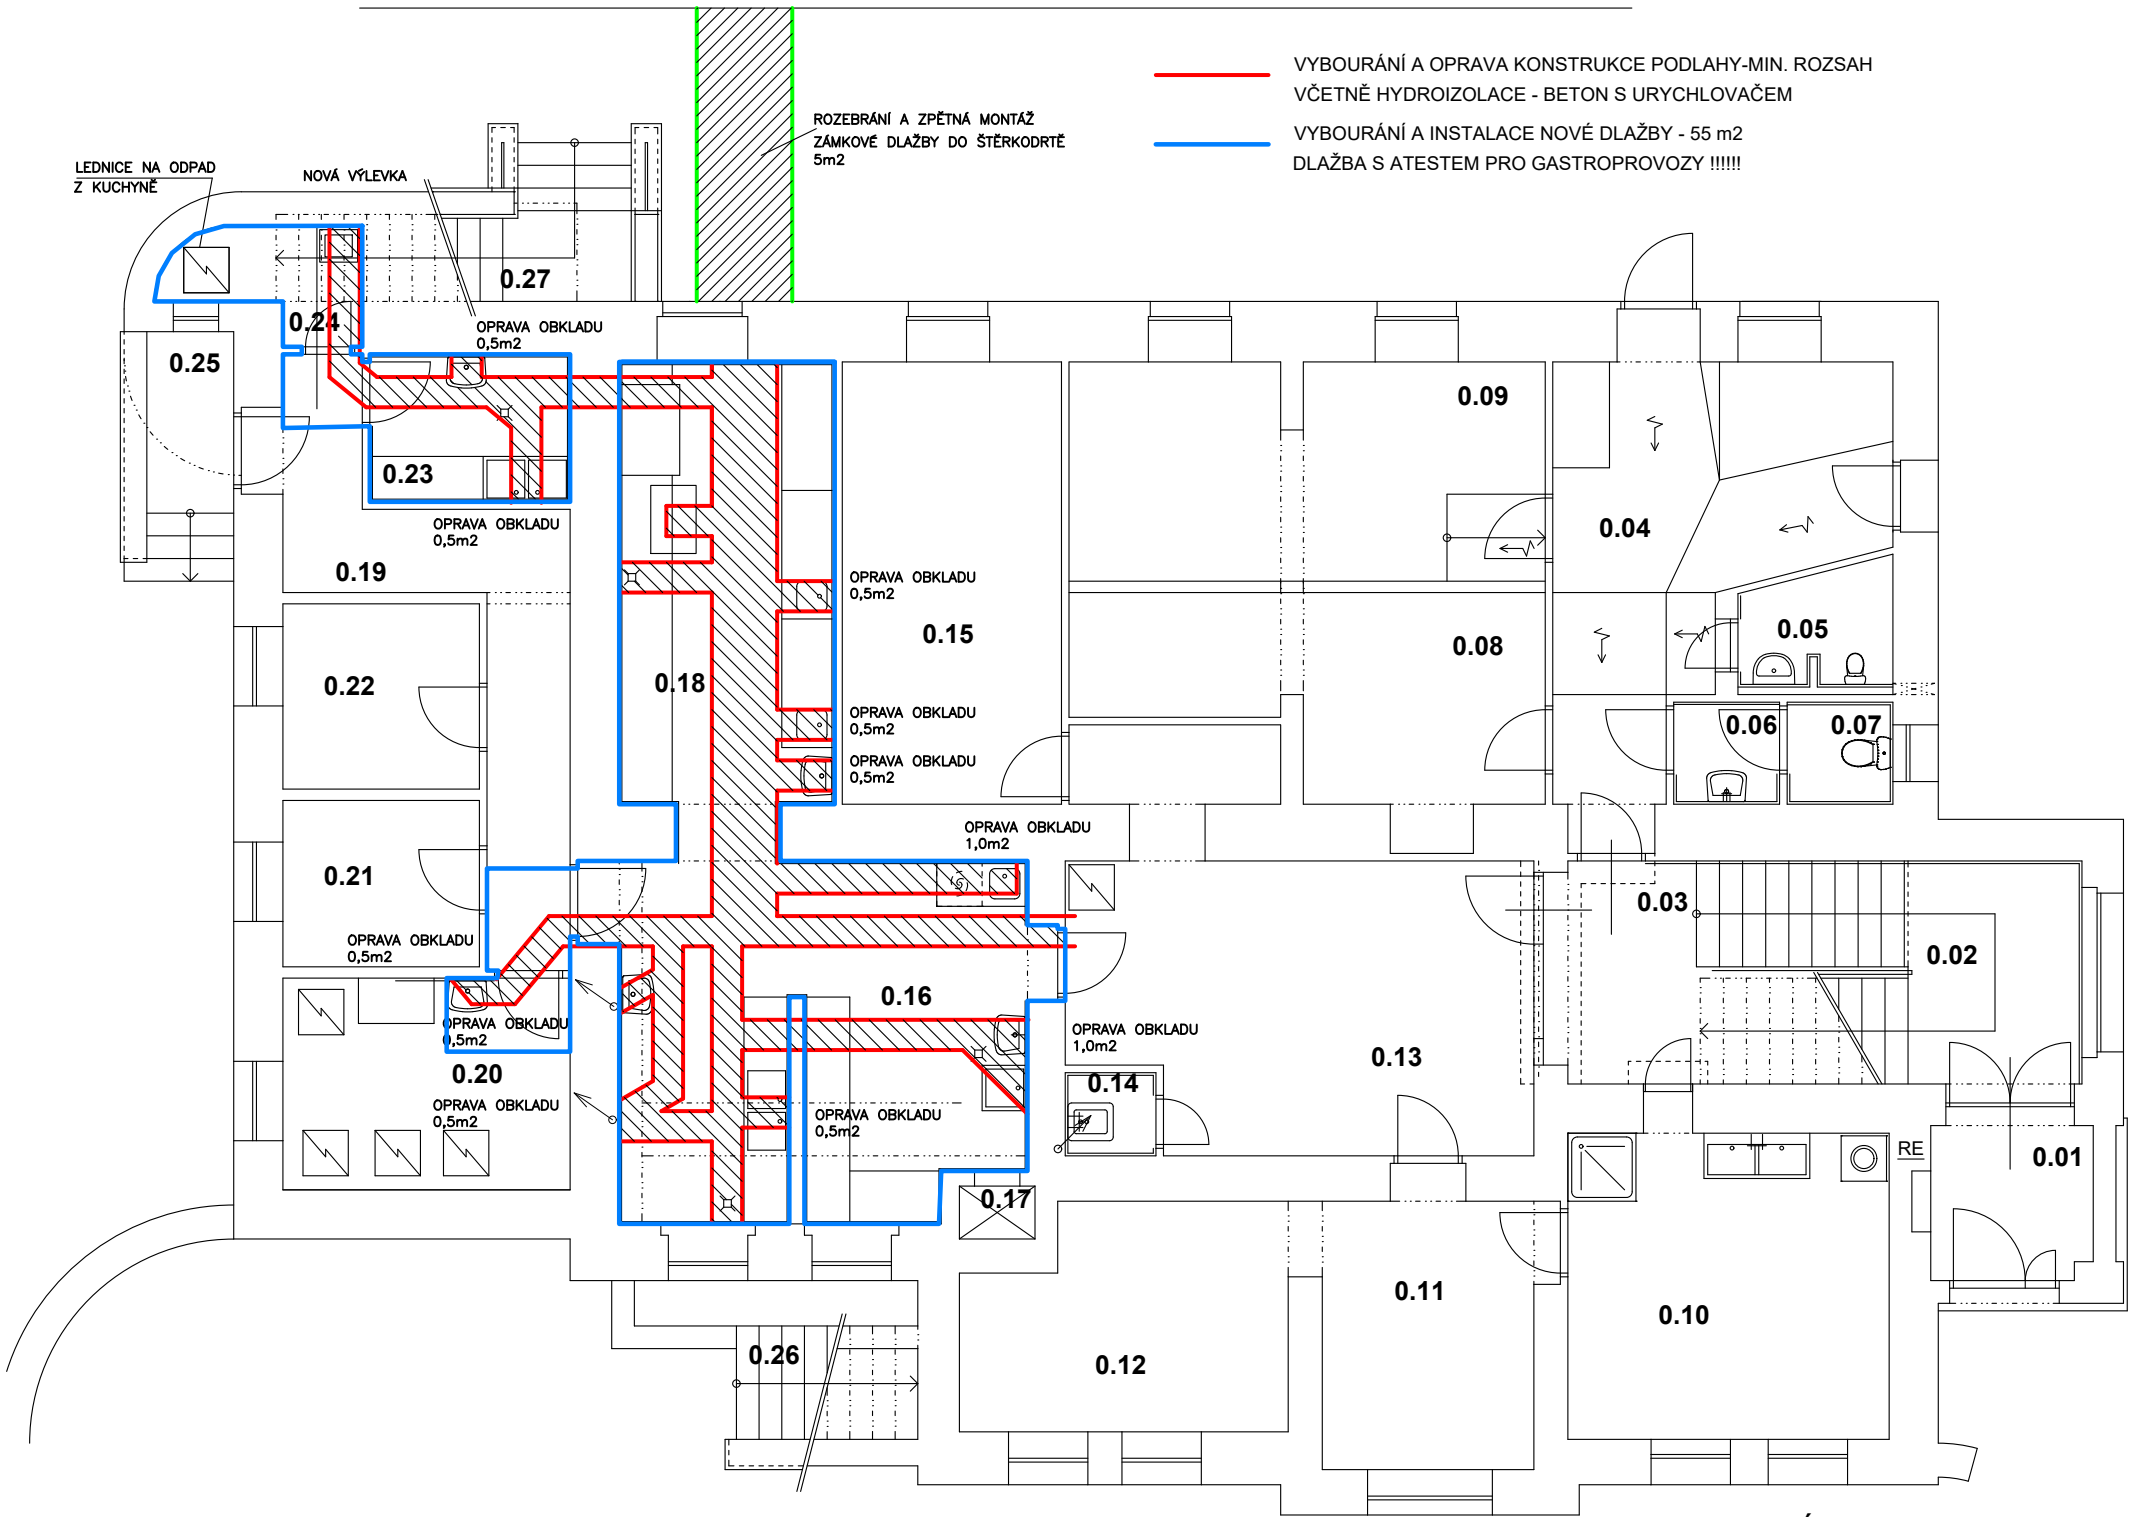 VYBOURÁNÍ A OPRAVA KONSTRUKCE PODLAHY-MIN. ROZSAH
VČETNĚ HYDROIZOLACE - BETON S URYCHLOVAČEM
VYBOURÁNÍ A INSTALACE NOVÉ DLAŽBY - 55 m2
DLAŽBA S ATESTEM PRO GASTROPROVOZY !!!!!!
ROZEBRÁNÍ A ZPĚTNÁ MONTÁŽ
ZÁMKOVÉ DLAŽBY DO ŠTĚRKODRTĚ
5m2
LEDNICE NA ODPAD
Z KUCHYNĚ
NOVÁ VÝLEVKA
0.27
0.24
OPRAVA OBKLADU
0,5m2
0.25
0.09
0.23
OPRAVA OBKLADU
0,5m2
0.04
0.19
OPRAVA OBKLADU
0,5m2
0.15
0.05
0.08
0.22
0.18
OPRAVA OBKLADU
0,5m2
0.06
0.07
OPRAVA OBKLADU
0,5m2
OPRAVA OBKLADU
1,0m2
0.21
0.03
OPRAVA OBKLADU
0,5m2
0.02
0.16
OPRAVA OBKLADU
0,5m2
OPRAVA OBKLADU
1,0m2
0.13
0.20
0.14
OPRAVA OBKLADU
0,5m2
OPRAVA OBKLADU
0,5m2
RE
0.01
0.17
0.11
0.10
0.26
0.12